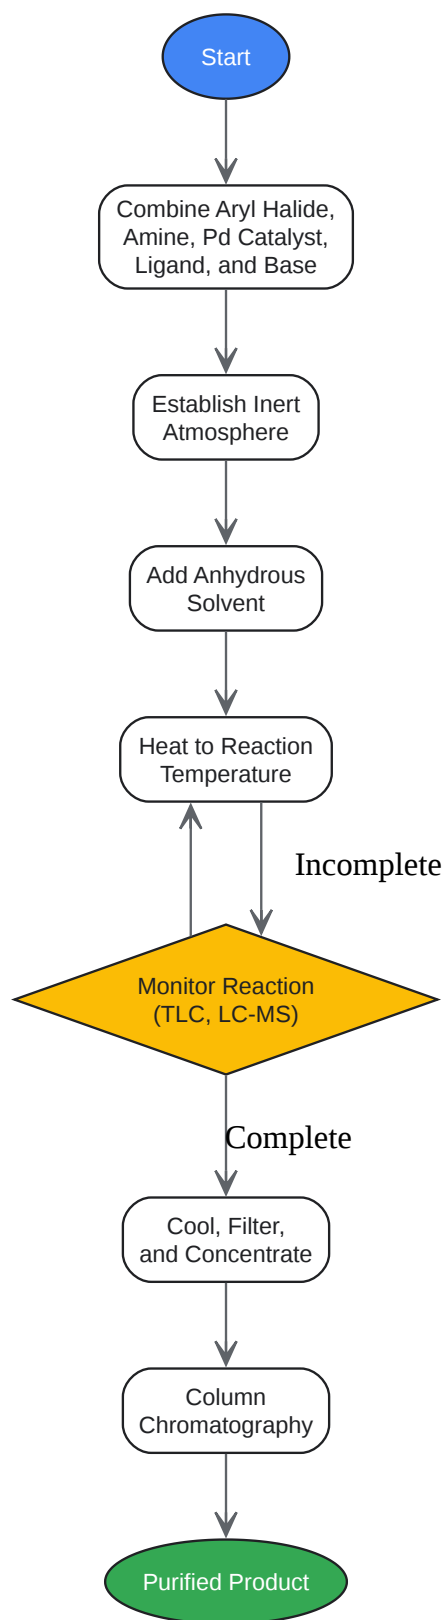 Start
Combine Aryl Halide,
Amine, Pd Catalyst,
Ligand, and Base
Establish Inert
Atmosphere
Add Anhydrous
Solvent
Heat to Reaction
Temperature
Incomplete
Monitor Reaction
(TLC, LC-MS)
Complete
Cool, Filter,
and Concentrate
Column
Chromatography
Purified Product